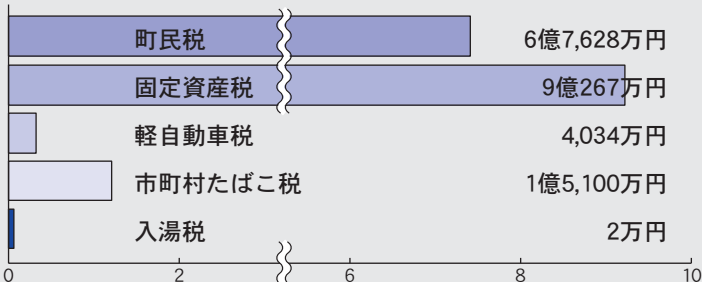 町民税 6億7,628万円
固定資産税 9億267万円
軽自動車税 4,034万円
市町村たばこ税 1億5,100万円
入湯税 2万円
0 2 6 8 10